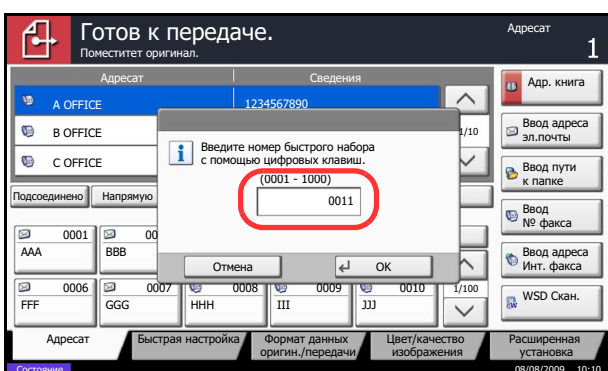 Готов к передаче.
Поместитет оригинал.
Адресат
1
Адресат Сведения
A OFFICE 1234567890
B OFFICE
C OFFICE
1/10
Введите номер быстрого набора
с помощью цифровых клавиш.
(0001 - 1000)
0011
Отмена OK
Подсоединено Напрямую
0001
AAA
00
BBB
0006
FFF
0007
GGG
0008
HHH
0009
III
0010
JJJ
1/100
Адр. книга
Ввод адреса
эл.почты
Ввод пути
к папке
Ввод
№ факса
Ввод адреса
Инт. факса
WSD Скан.
Адресат
Быстрая настройка
Формат данных
оригин./передачи
Цвет/качество
изображения
Расширенная
установка
Состояние
08/08/2009 10:10